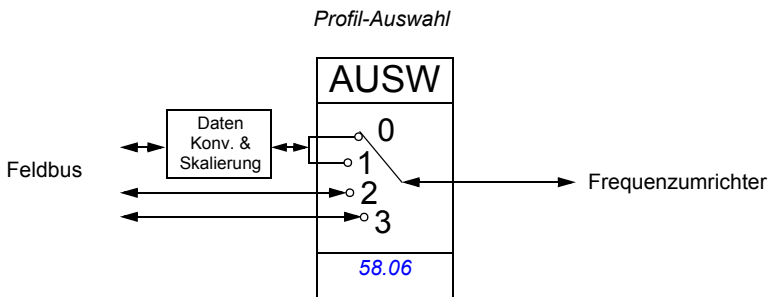 Profil-Auswahl
AUSW
Daten
Konv. &
Skalierung
Feldbus
0
1
2
3
Frequenzumrichter
58.06